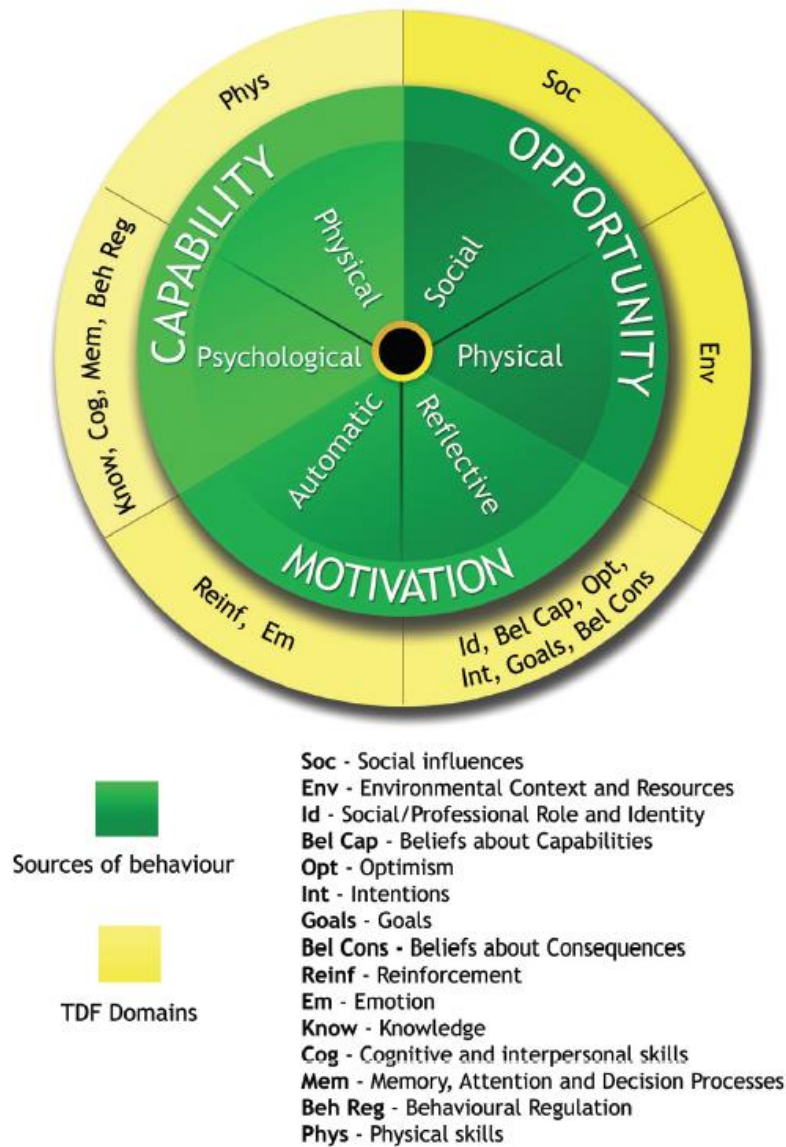 Phys
Soc
CAPABILITY
OPPORTUNITY
Physical
Social
Know, Cog, Mem, Beh Reg
Psychological
Physical
Env
Automatic
Reflective
MOTIVATION
Reinf, Em
Id, Bel Cap, Opt,
Int, Goals, Bel Cons
Sources of behaviour
TDF Domains
Soc - Social influences
Env - Environmental Context and Resources
Id - Social/Professional Role and Identity
Bel Cap - Beliefs about Capabilities
Opt - Optimism
Int - Intentions
Goals - Goals
Bel Cons - Beliefs about Consequences
Reinf - Reinforcement
Em - Emotion
Know - Knowledge
Cog - Cognitive and interpersonal skills
Mem - Memory, Attention and Decision Processes
Beh Reg - Behavioural Regulation
Phys - Physical skills